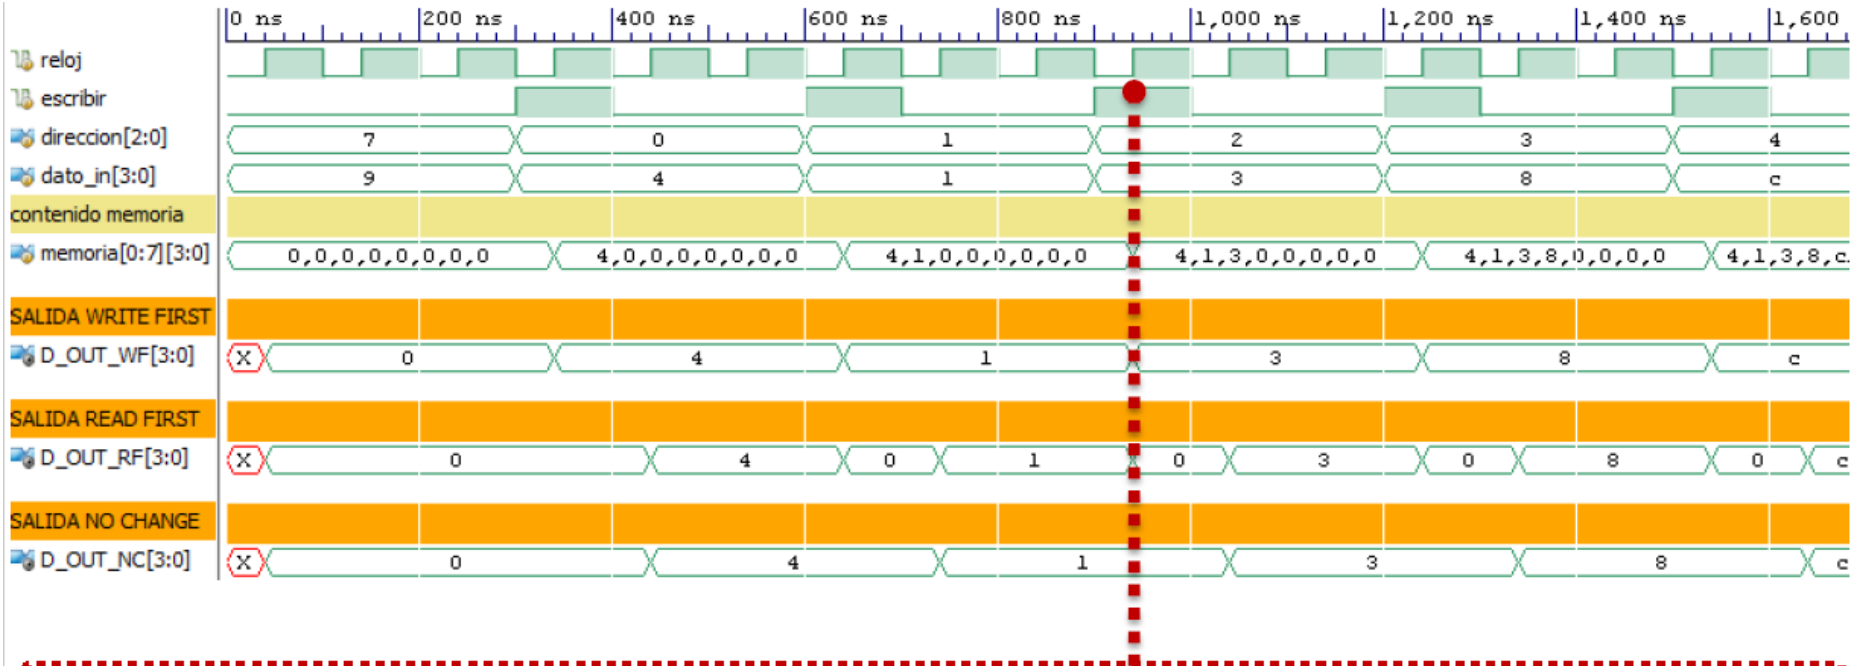 0 ns 200 ns 400 ns 600 ns 800 ns 1,000 ns 1,200 ns 1,400 ns 1,600
reloj
escribir
direccion[2:0] 7 0 1 2 3 4
dato_in[3:0] 9 4 1 3 8 c
contenido memoria
memoria[0:7][3:0] 0,0,0,0,0,0,0,0 4,0,0,0,0,0,0,0 4,1,0,0,0,0,0,0 4,1,3,0,0,0,0,0 4,1,3,8,0,0,0,0 4,1,3,8,c
SALIDA WRITE FIRST
D_OUT_WF[3:0] X 0 4 1 3 8 c
SALIDA READ FIRST
D_OUT_RF[3:0] X 0 4 0 1 0 3 0 8 0 c
SALIDA NO CHANGE
D_OUT_NC[3:0] X 0 4 1 3 8 c